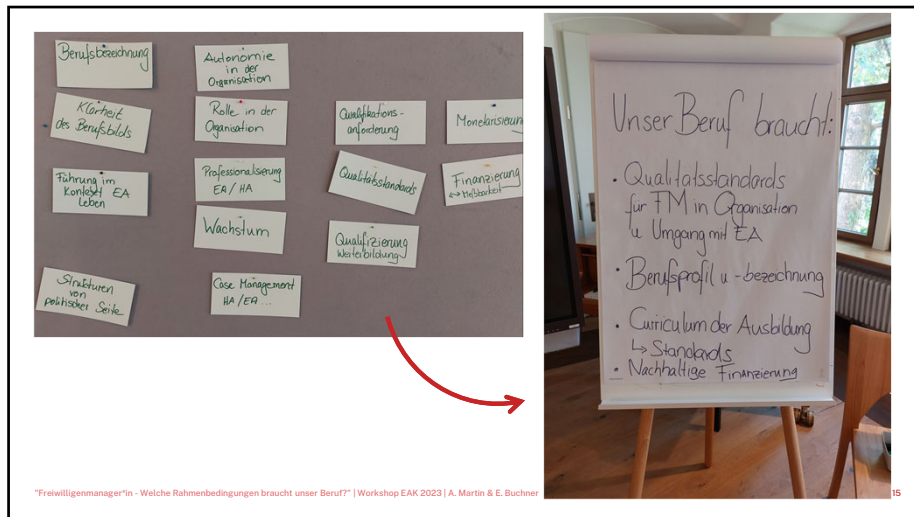 Berufsbezeichnung
Klarheit
des Berufsbilds
Führung im
Kontext EA
Leben
Strukturen
von
politischer Seite
Autonomie
in der
Organisation
Rolle in der
Organisation
Professionalisierung
EA / HA
Wachstum
Case Management
HA / EA ...
Qualifikations-
anforderung
Qualitätsstandards
Qualifizierung
Weiterbildung
Monetarisierung
Finanzierung
↔ Meßbarkeit
Unser Beruf braucht:
• Qualitätsstandards
für FM in Organisation
u Umgang mit EA
• Berufsprofil u - bezeichnung
• Curriculum der Ausbildung
↳ Standards
• Nachhaltige Finanzierung
"Freiwilligenmanager*in - Welche Rahmenbedingungen braucht unser Beruf?" | Workshop EAK 2023 | A. Martin & E. Buchner
15